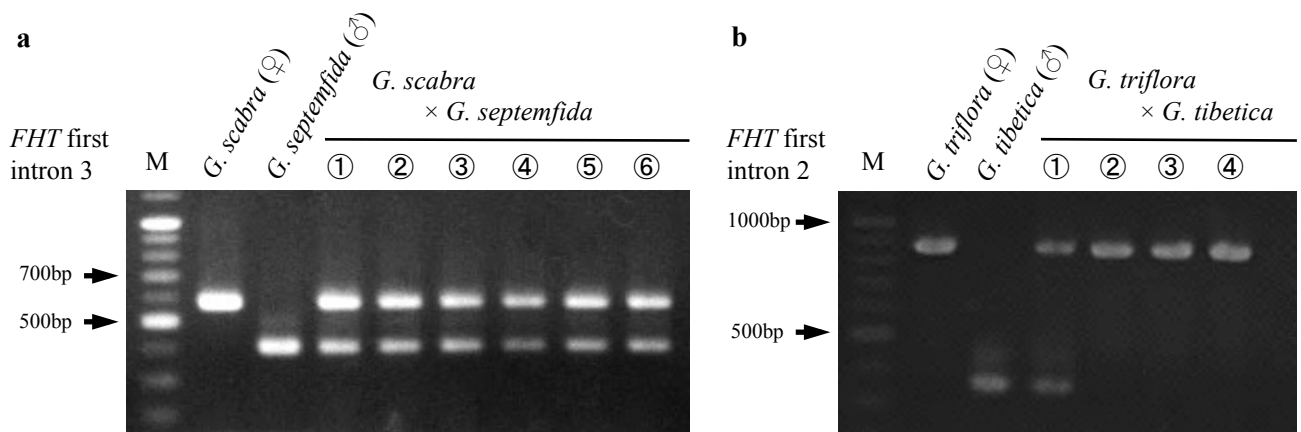 a
G. scabra (♀)
G. septemfida (♂)
G. scabra
× G. septemfida
FHT first
intron 3
M
① ② ③ ④ ⑤ ⑥
700bp
500bp
b
G. triflora (♀)
G. tibetica (♂)
G. triflora
× G. tibetica
FHT first
intron 2
M
① ② ③ ④
1000bp
500bp